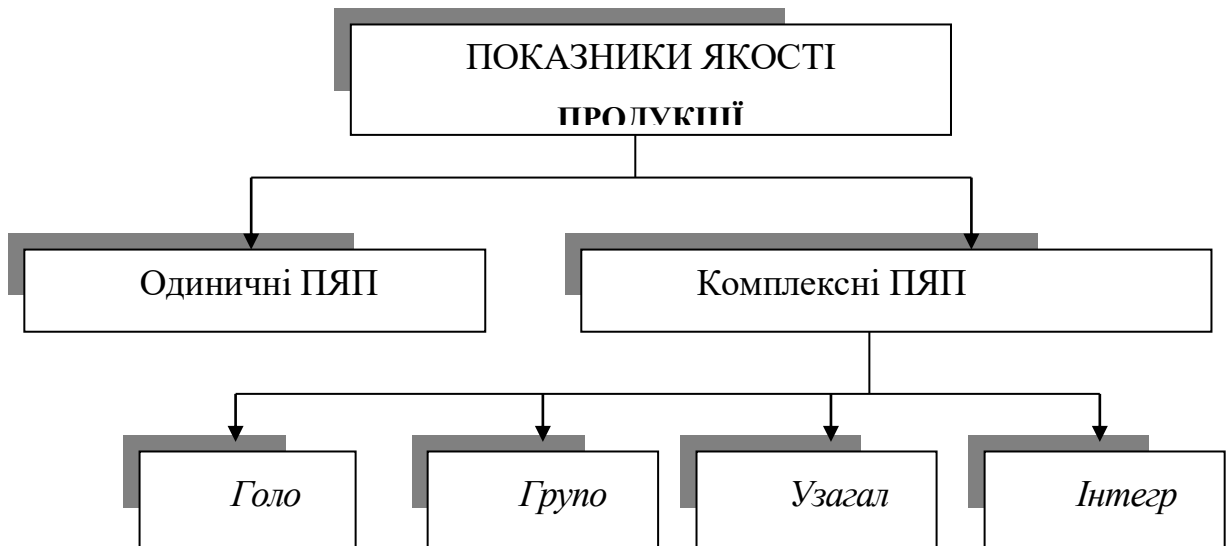 ПОКАЗНИКИ ЯКОСТІ
ПРОДУКЦІЇ
Одиничні ПЯП
Комплексні ПЯП
Голо
Групо
Узагал
Інтегр